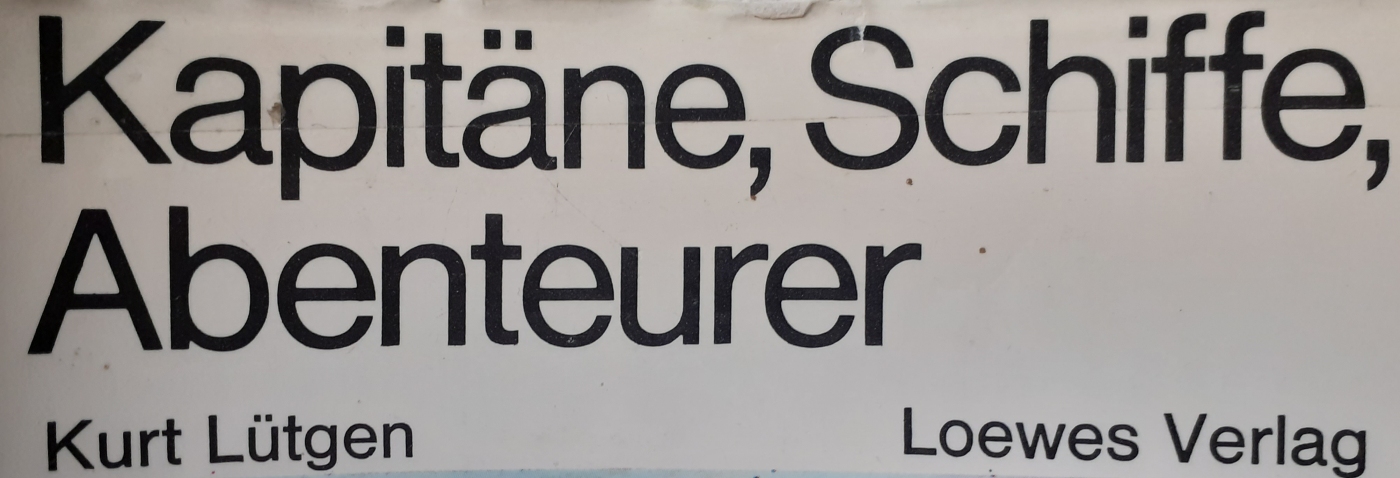 Kapitäne, Schiffe,
Abenteurer
Kurt Lütgen Loewes Verlag